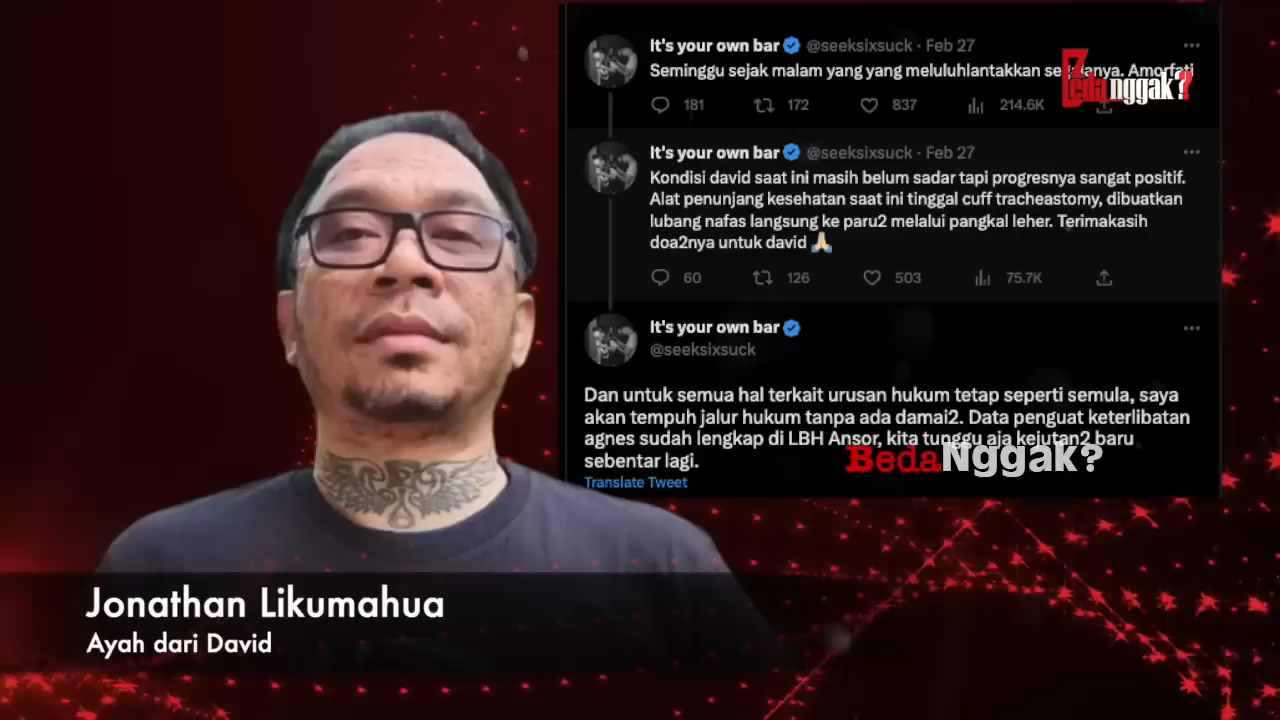 It's your own bar @seeksixsuck · Feb 27
Seminggu sejak malam yang yang meluluhlantakkan segalanya. Amorfati
181 172 837 214.6K
Beda nggak?
It's your own bar @seeksixsuck · Feb 27
Kondisi david saat ini masih belum sadar tapi progresnya sangat positif.
Alat penunjang kesehatan saat ini tinggal cuff tracheastomy, dibuatkan
lubang nafas langsung ke paru2 melalui pangkal leher. Terimakasih
doa2nya untuk david 🙏🏻
60 126 503 75.7K
It's your own bar
@seeksixsuck
Dan untuk semua hal terkait urusan hukum tetap seperti semula, saya
akan tempuh jalur hukum tanpa ada damai2. Data penguat keterlibatan
agnes sudah lengkap di LBH Ansor, kita tunggu aja kejutan2 baru
sebentar lagi.
BedaNggak?
Translate Tweet
Jonathan Likumahua
Ayah dari David